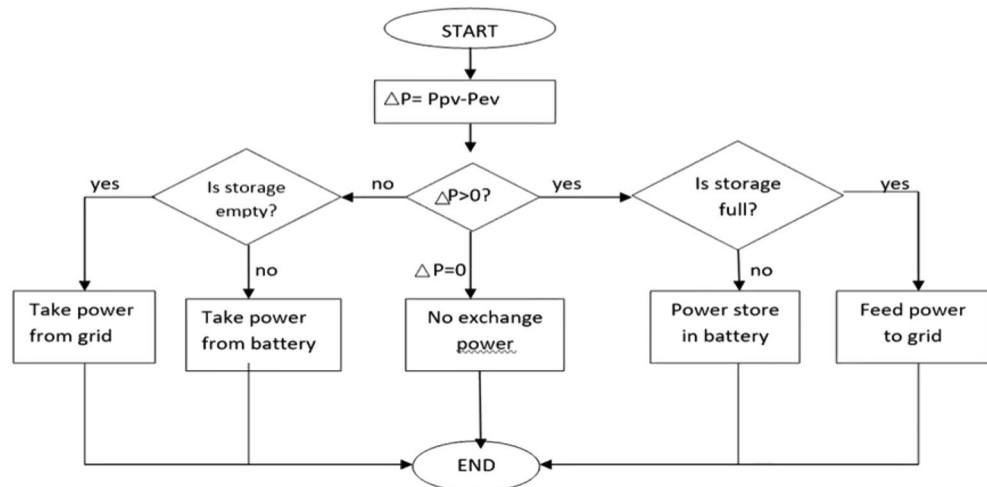 START
△P= Ppv-Pev
yes
Is storage
empty?
no
△P>0?
yes
Is storage
full?
yes
no
△P=0
no
Take power
from grid
Take power
from battery
No exchange
power
Power store
in battery
Feed power
to grid
END